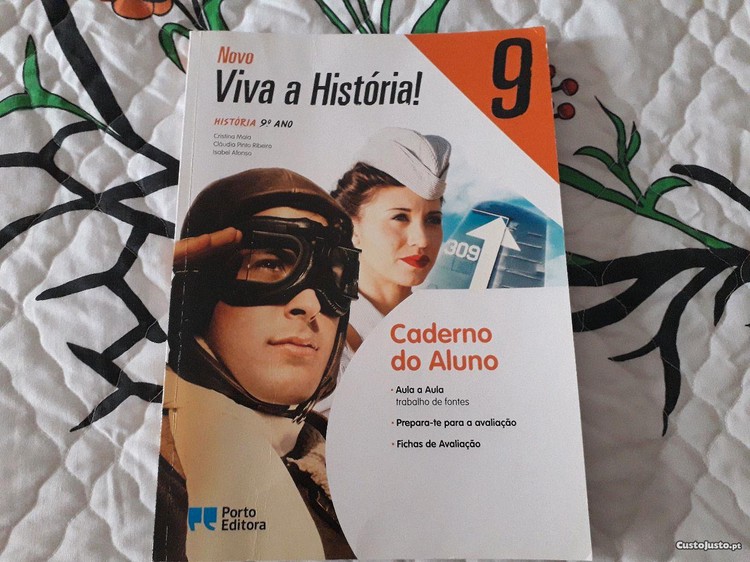 Novo
Viva a História!
9
HISTÓRIA 9º ANO
Cristina Maia
Cláudia Pinto Ribeiro
Isabel Afonso
309
Caderno
do Aluno
• Aula a Aula
trabalho de fontes
• Prepara-te para a avaliação
• Fichas de Avaliação
Porto
Editora
CustoJusto.pt